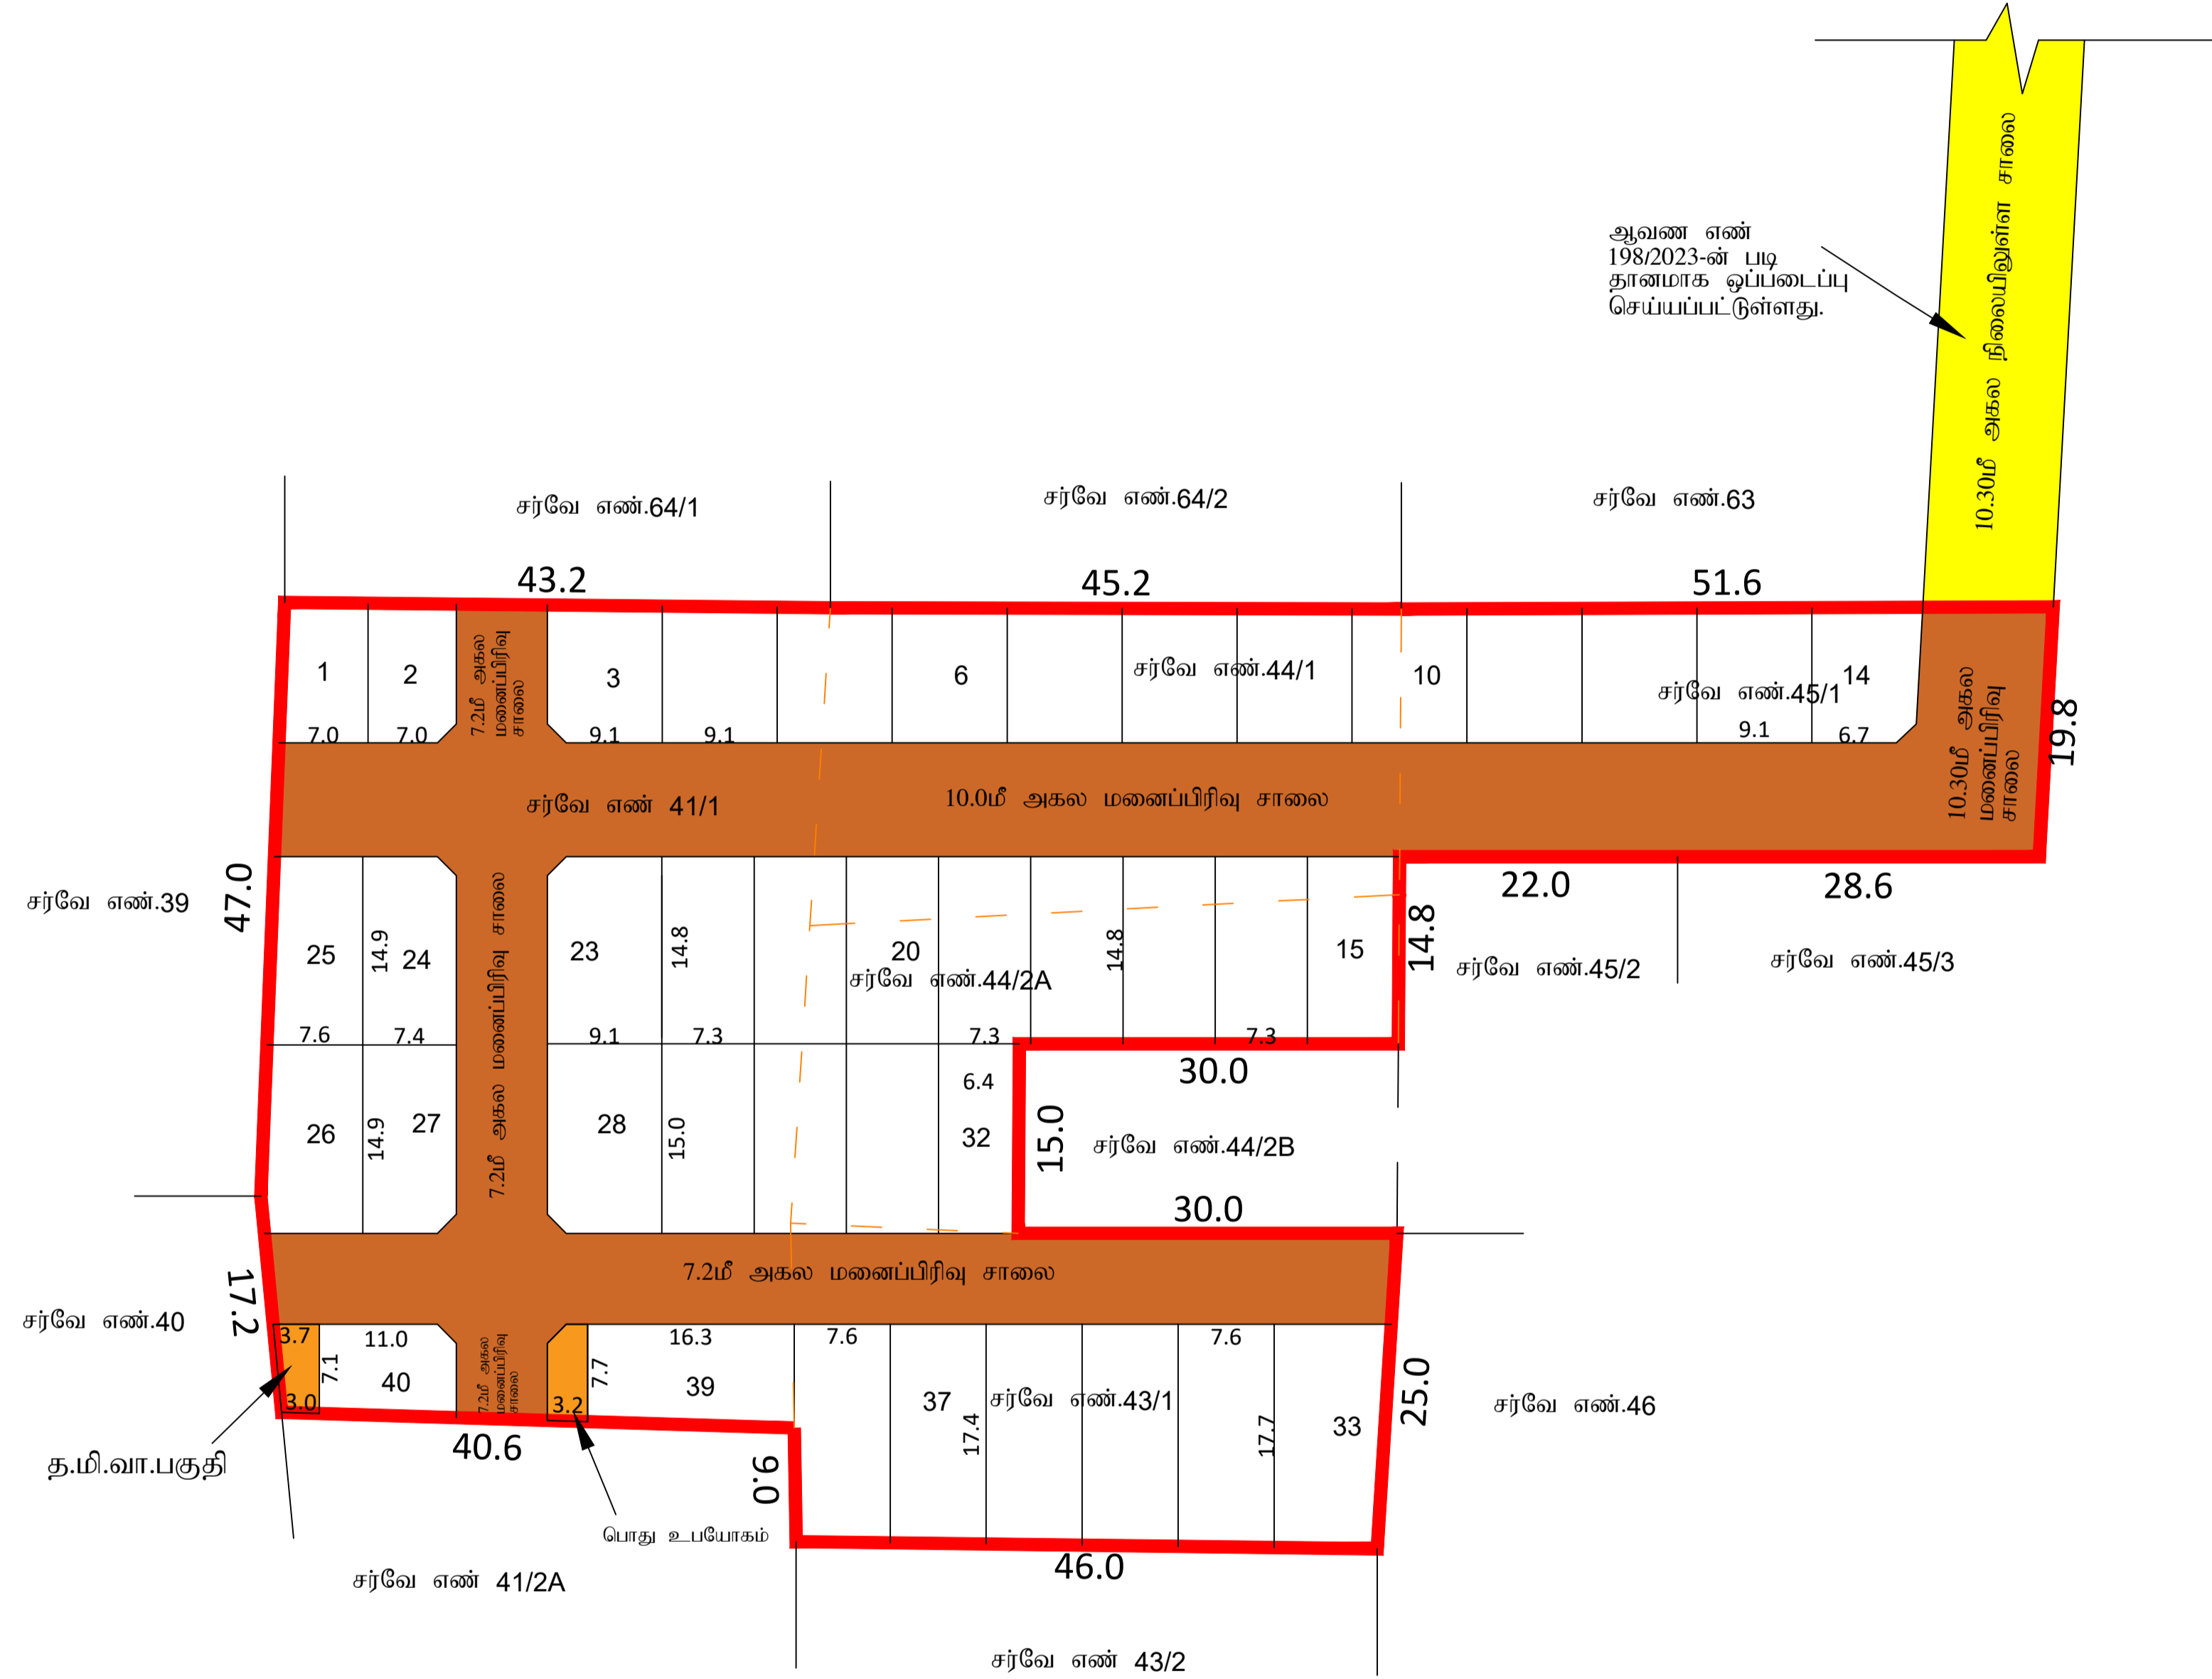 10.30மீ அகல நிலையிலுள்ள சாலை
ஆவண எண்
198/2023-ன் படி
தானமாக ஒப்படைப்பு
செய்யப்பட்டுள்ளது.
சர்வே எண்.64/1
சர்வே எண்.64/2
சர்வே எண்.63
43.2
45.2
51.6
1
2
7.2மீ அகல
மனைப்பிரிவு
சாலை
3
6
சர்வே எண்.44/1
10
சர்வே எண்.45/1
14
7.0
7.0
9.1
9.1
9.1
6.7
10.30மீ அகல
மனைப்பிரிவு
சாலை
19.8
சர்வே எண் 41/1
10.0மீ அகல மனைப்பிரிவு சாலை
சர்வே எண்.39
47.0
22.0
28.6
25
14.9
24
7.2மீ அகல மனைப்பிரிவு சாலை
23
14.8
20
14.8
15
14.8
சர்வே எண்.44/2A
சர்வே எண்.45/2
சர்வே எண்.45/3
7.6
7.4
9.1
7.3
7.3
7.3
30.0
6.4
26
14.9
27
28
15.0
32
15.0
சர்வே எண்.44/2B
30.0
7.2மீ அகல மனைப்பிரிவு சாலை
சர்வே எண்.40
17.2
3.7
11.0
7.1
40
3.0
7.2மீ அகல
மனைப்பிரிவு
சாலை
3.2
7.7
16.3
39
7.6
7.6
37
சர்வே எண்.43/1
17.4
17.7
33
25.0
சர்வே எண்.46
த.மி.வா.பகுதி
40.6
9.0
பொது உபயோகம்
46.0
சர்வே எண் 41/2A
சர்வே எண் 43/2